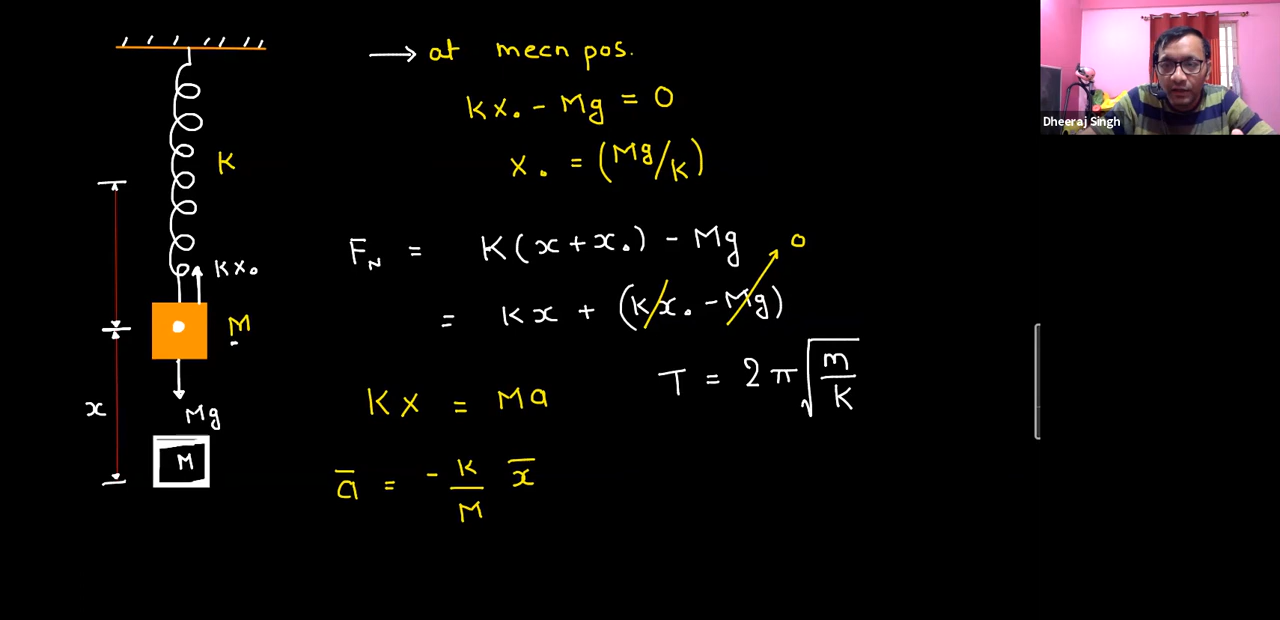 → at mean pos.
Dheeraj Singh
Kx₀ - Mg = 0
x₀ = (Mg/K)
K
F_N = K(x + x₀) - Mg
0
Kx₀
= Kx + (Kx₀ - Mg)
M
T = 2π√(m/K)
Kx = Ma
x
Mg
M
a̅ = - K/M x̅